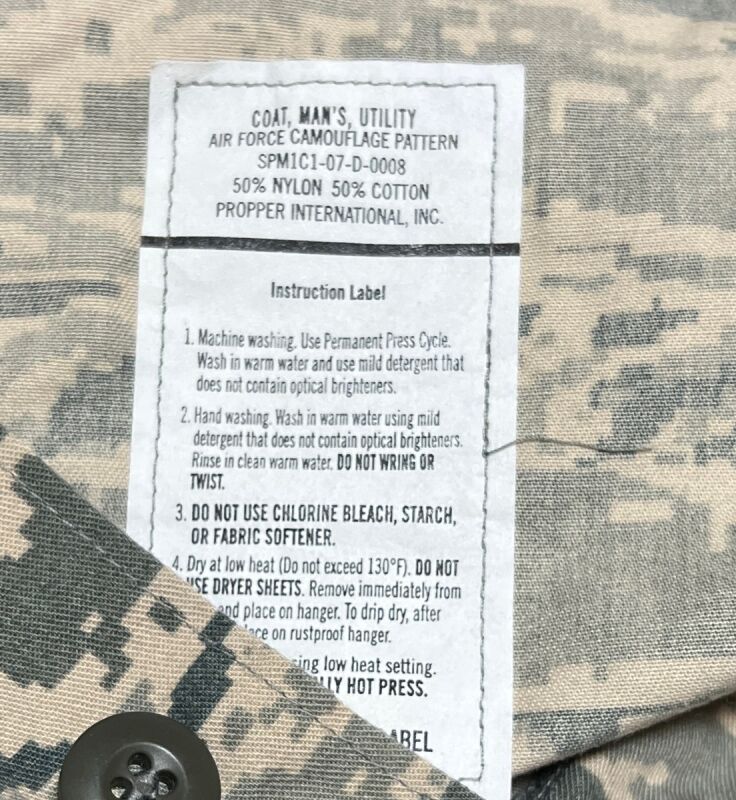 COAT, MAN'S, UTILITY
AIR FORCE CAMOUFLAGE PATTERN
SPM1C1-07-D-0008
50% NYLON 50% COTTON
PROPPER INTERNATIONAL, INC.
Instruction Label
1. Machine washing. Use Permanent Press Cycle.
Wash in warm water and use mild detergent that
does not contain optical brighteners.
2. Hand washing. Wash in warm water using mild
detergent that does not contain optical brighteners.
Rinse in clean warm water. DO NOT WRING OR
TWIST.
3. DO NOT USE CHLORINE BLEACH, STARCH,
OR FABRIC SOFTENER.
4. Dry at low heat (Do not exceed 130°F). DO NOT
DRYER SHEETS. Remove immediately from
and place on hanger. To drip dry, after
on rustproof hanger.
low heat setting.
HOT PRESS.